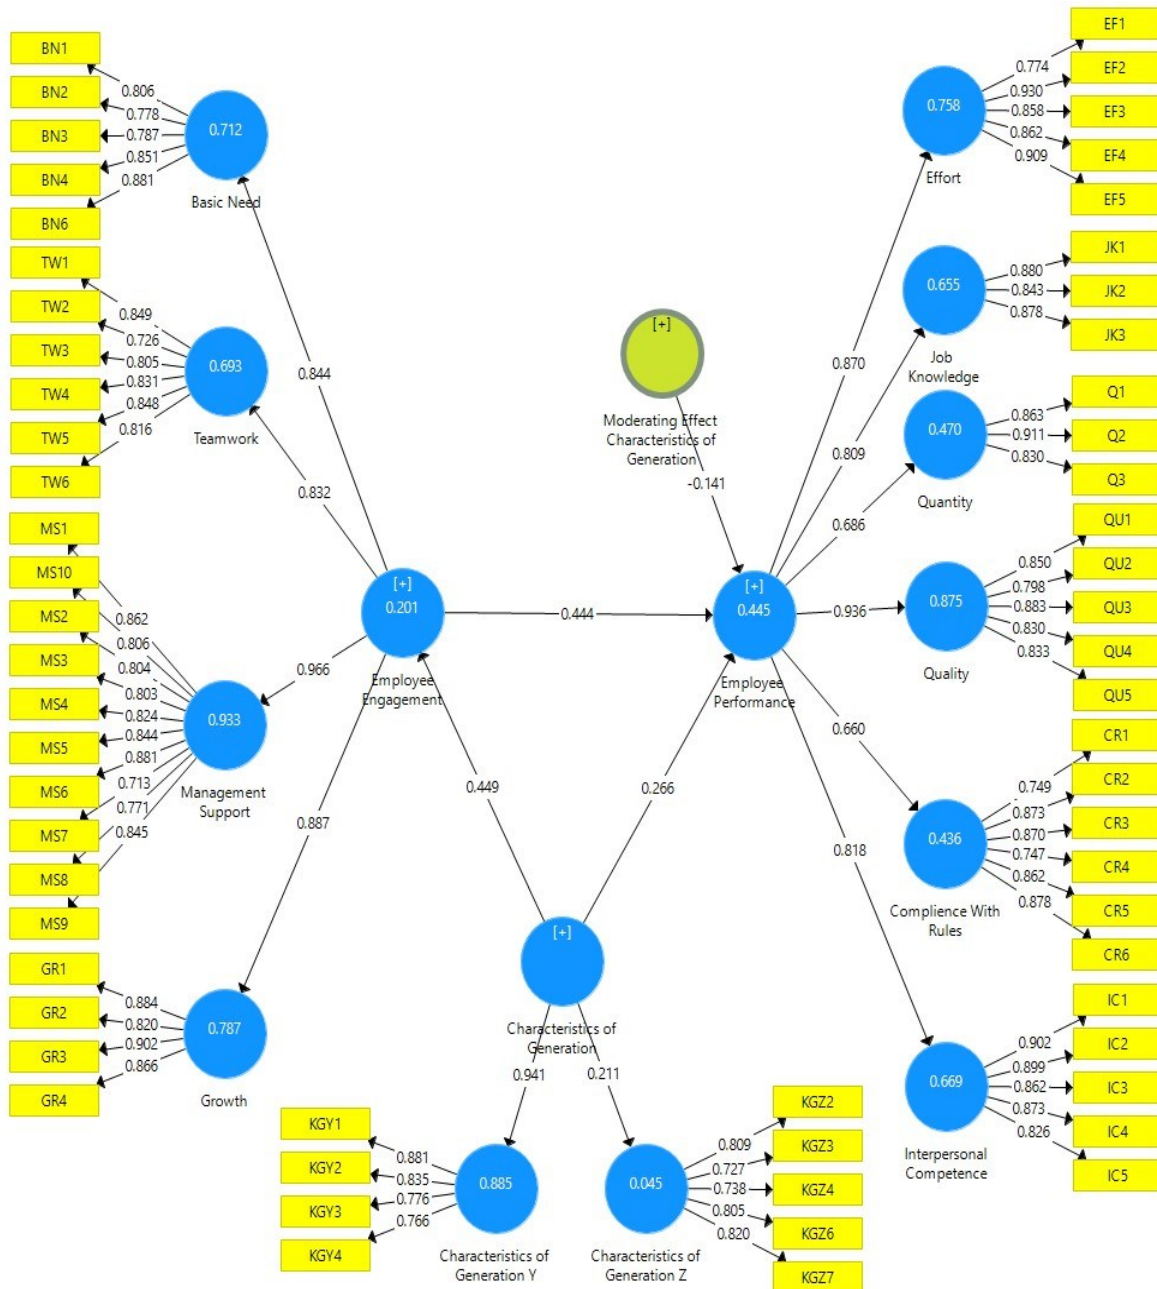 BN1
BN2
BN3
BN4
BN6
0.806
0.778
0.787
0.851
0.881
0.712
Basic Need
TW1
TW2
TW3
TW4
TW5
TW6
0.849
0.726
0.805
0.831
0.848
0.816
0.693
Teamwork
MS1
MS10
MS2
MS3
MS4
MS5
MS6
MS7
MS8
MS9
0.862
0.806
0.804
0.803
0.824
0.844
0.881
0.713
0.771
0.845
0.933
Management
Support
GR1
GR2
GR3
GR4
0.884
0.820
0.902
0.866
0.787
Growth
0.844
0.832
0.966
0.887
[+]
0.201
Employee
Engagement
0.444
0.449
0.266
[+]
Moderating Effect
Characteristics of
Generation
-0.141
[+]
0.445
Employee
Performance
[+]
Characteristics of
Generation
0.941
0.211
KGY1
KGY2
KGY3
KGY4
0.881
0.835
0.776
0.766
0.885
Characteristics of
Generation Y
0.045
Characteristics of
Generation Z
0.809
0.727
0.738
0.805
0.820
KGZ2
KGZ3
KGZ4
KGZ6
KGZ7
0.870
0.809
0.686
0.936
0.660
0.818
0.758
Effort
0.774
0.930
0.858
0.862
0.909
EF1
EF2
EF3
EF4
EF5
0.655
Job
Knowledge
0.880
0.843
0.878
JK1
JK2
JK3
0.470
Quantity
0.863
0.911
0.830
Q1
Q2
Q3
0.875
Quality
0.850
0.798
0.883
0.830
0.833
QU1
QU2
QU3
QU4
QU5
0.436
Complience With
Rules
0.749
0.873
0.870
0.747
0.862
0.878
CR1
CR2
CR3
CR4
CR5
CR6
0.669
Interpersonal
Competence
0.902
0.899
0.862
0.873
0.826
IC1
IC2
IC3
IC4
IC5